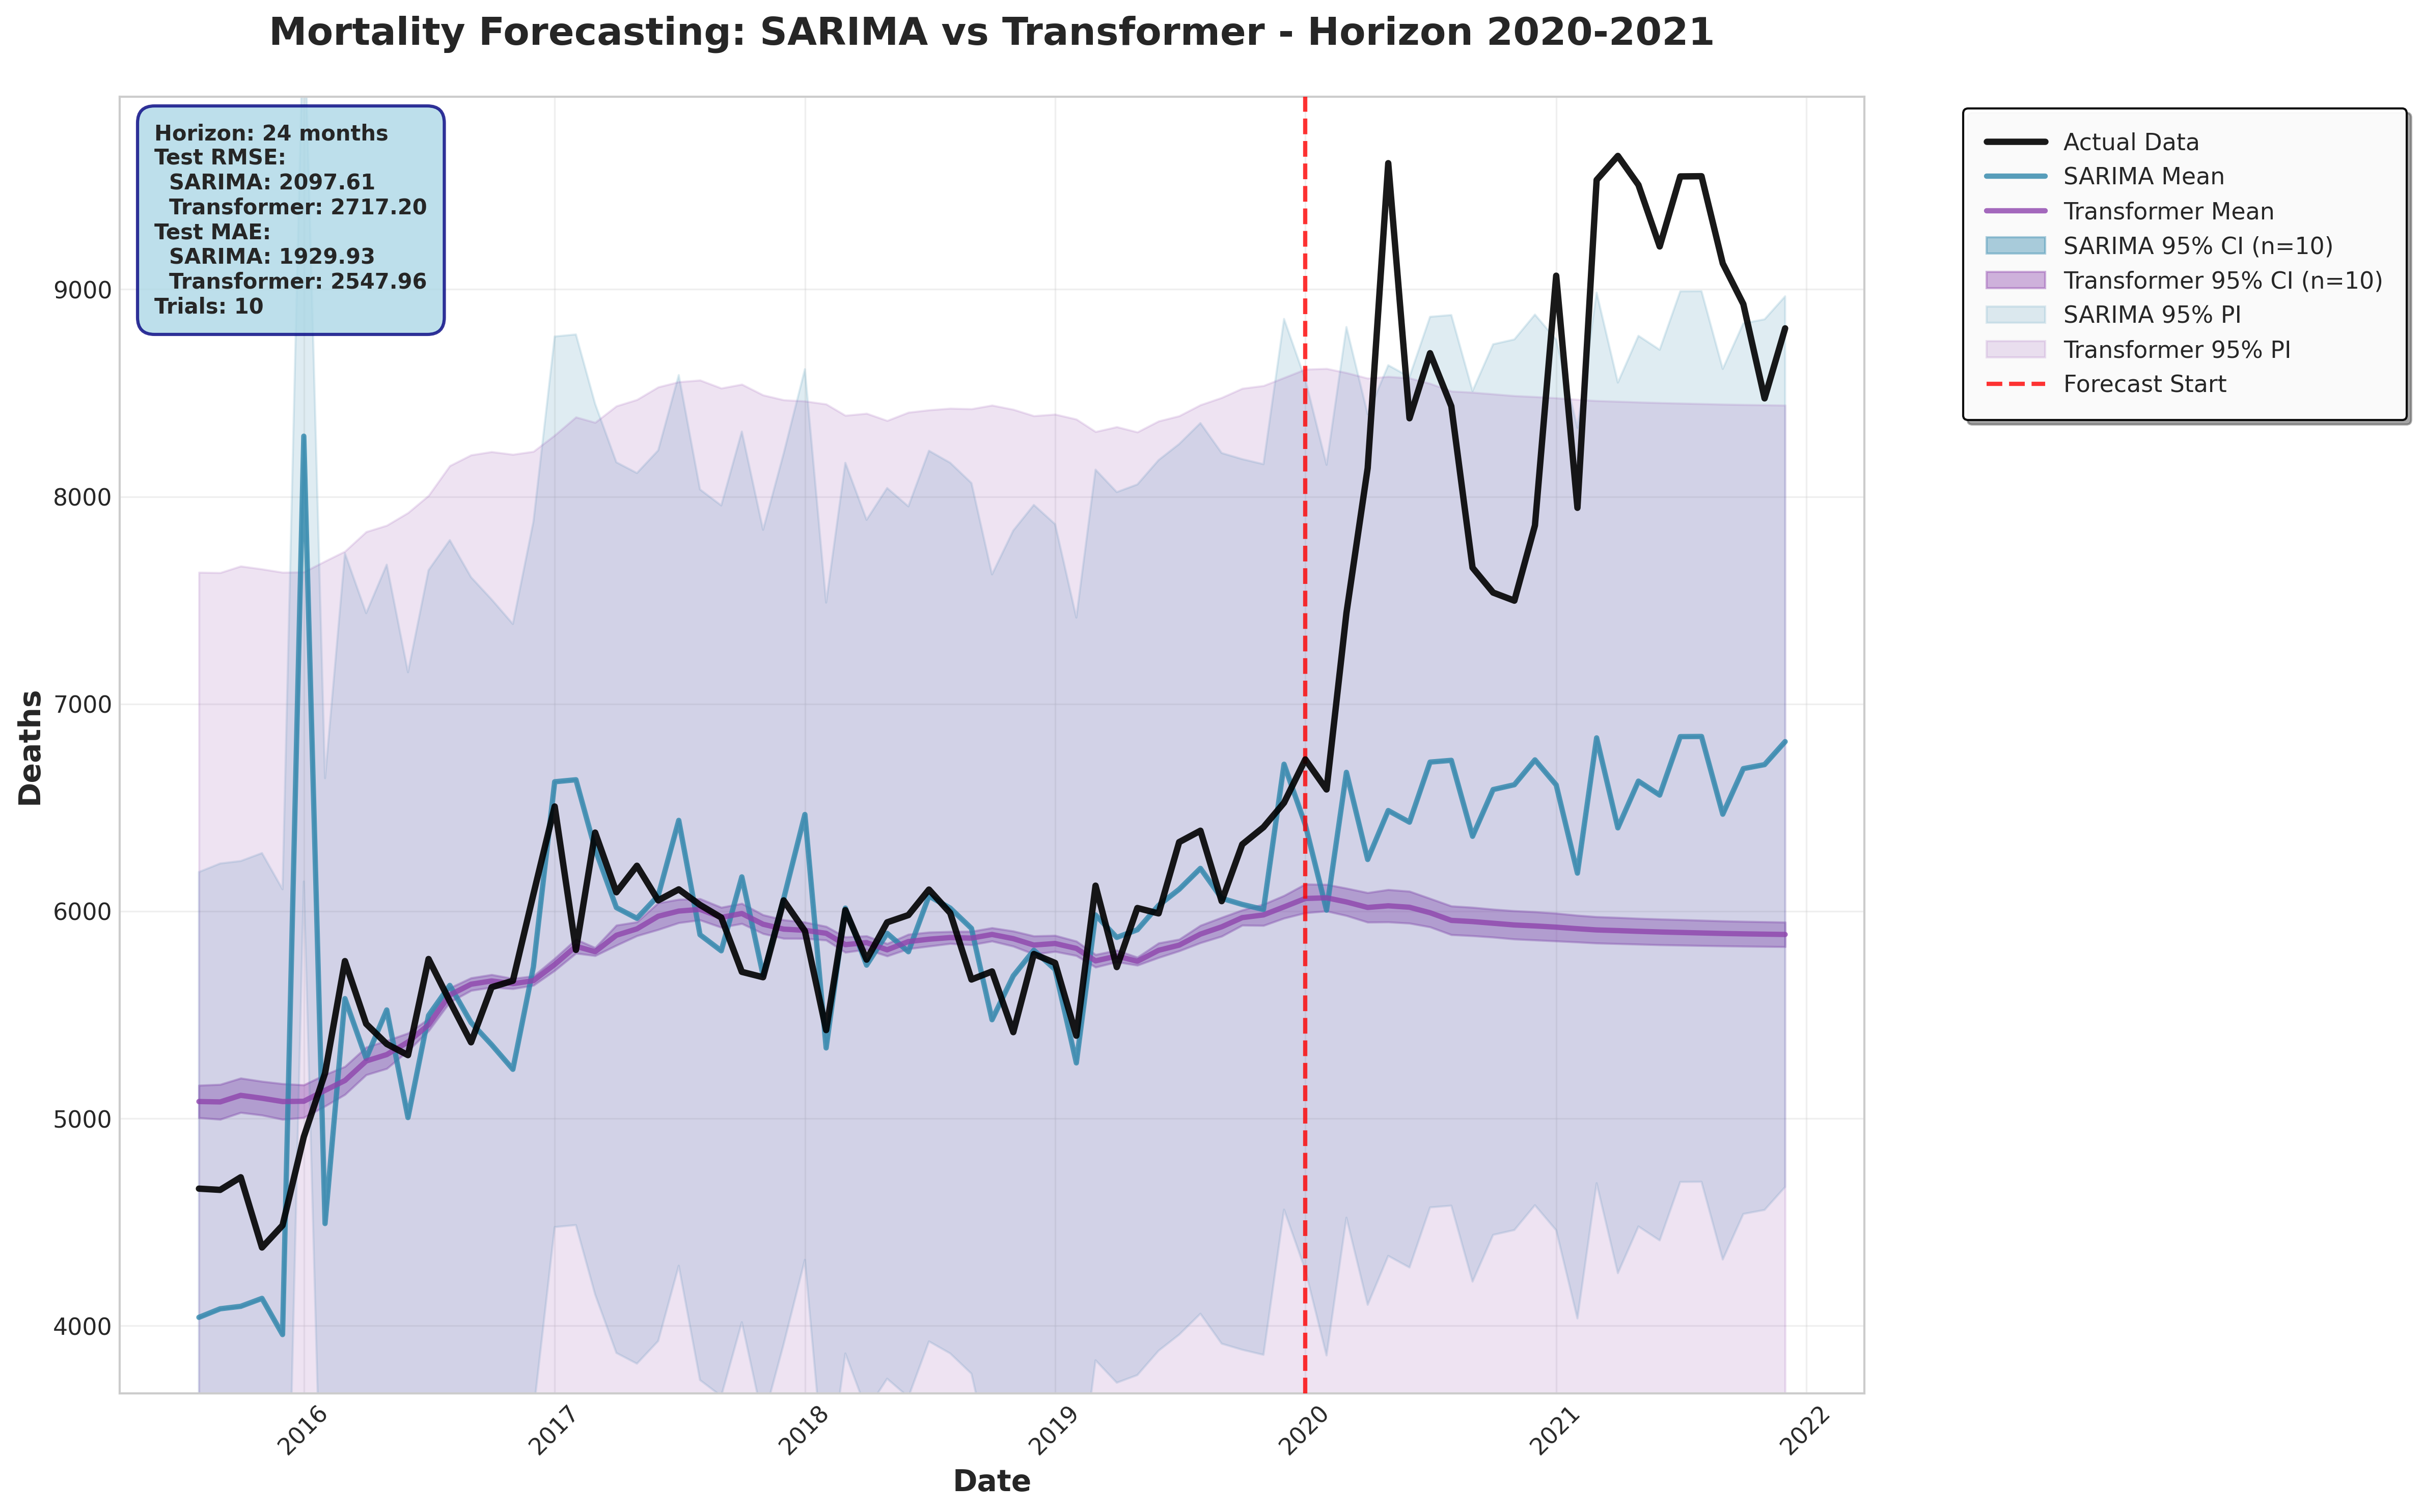 Mortality Forecasting: SARIMA vs Transformer - Horizon 2020-2021
Horizon: 24 months
Test RMSE:
SARIMA: 2097.61
Transformer: 2717.20
Test MAE:
SARIMA: 1929.93
Transformer: 2547.96
Trials: 10
Actual Data
SARIMA Mean
Transformer Mean
SARIMA 95% CI (n=10)
Transformer 95% CI (n=10)
SARIMA 95% PI
Transformer 95% PI
Forecast Start
Deaths
9000
8000
7000
6000
5000
4000
2016
2017
2018
2019
2020
2021
2022
Date